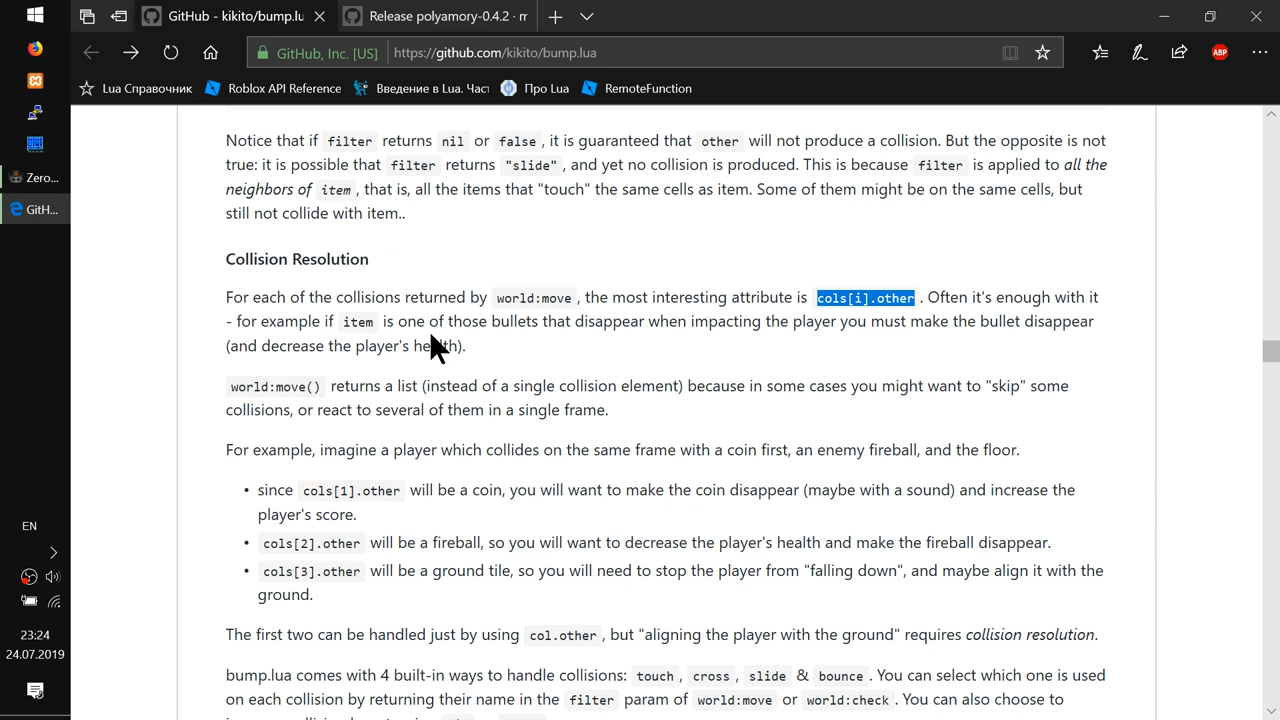 GitHub - kikito/bump.lu
Release polyamory-0.4.2 · r
GitHub, Inc. [US]
https://github.com/kikito/bump.lua
ABP
Lua Справочник
Roblox API Reference
Введение в Lua. Част
Про Lua
RemoteFunction
Zero...
GitH...
Notice that if filter returns nil or false , it is guaranteed that other will not produce a collision. But the opposite is not
true: it is possible that filter returns "slide" , and yet no collision is produced. This is because filter is applied to all the
neighbors of item , that is, all the items that "touch" the same cells as item. Some of them might be on the same cells, but
still not collide with item..
Collision Resolution
For each of the collisions returned by world:move , the most interesting attribute is cols[i].other . Often it's enough with it
- for example if item is one of those bullets that disappear when impacting the player you must make the bullet disappear
(and decrease the player's health).
world:move() returns a list (instead of a single collision element) because in some cases you might want to "skip" some
collisions, or react to several of them in a single frame.
For example, imagine a player which collides on the same frame with a coin first, an enemy fireball, and the floor.
• since cols[1].other will be a coin, you will want to make the coin disappear (maybe with a sound) and increase the
player's score.
• cols[2].other will be a fireball, so you will want to decrease the player's health and make the fireball disappear.
• cols[3].other will be a ground tile, so you will need to stop the player from "falling down", and maybe align it with the
ground.
The first two can be handled just by using col.other , but "aligning the player with the ground" requires collision resolution.
bump.lua comes with 4 built-in ways to handle collisions: touch , cross , slide & bounce . You can select which one is used
on each collision by returning their name in the filter param of world:move or world:check . You can also choose to
EN
23:24
24.07.2019